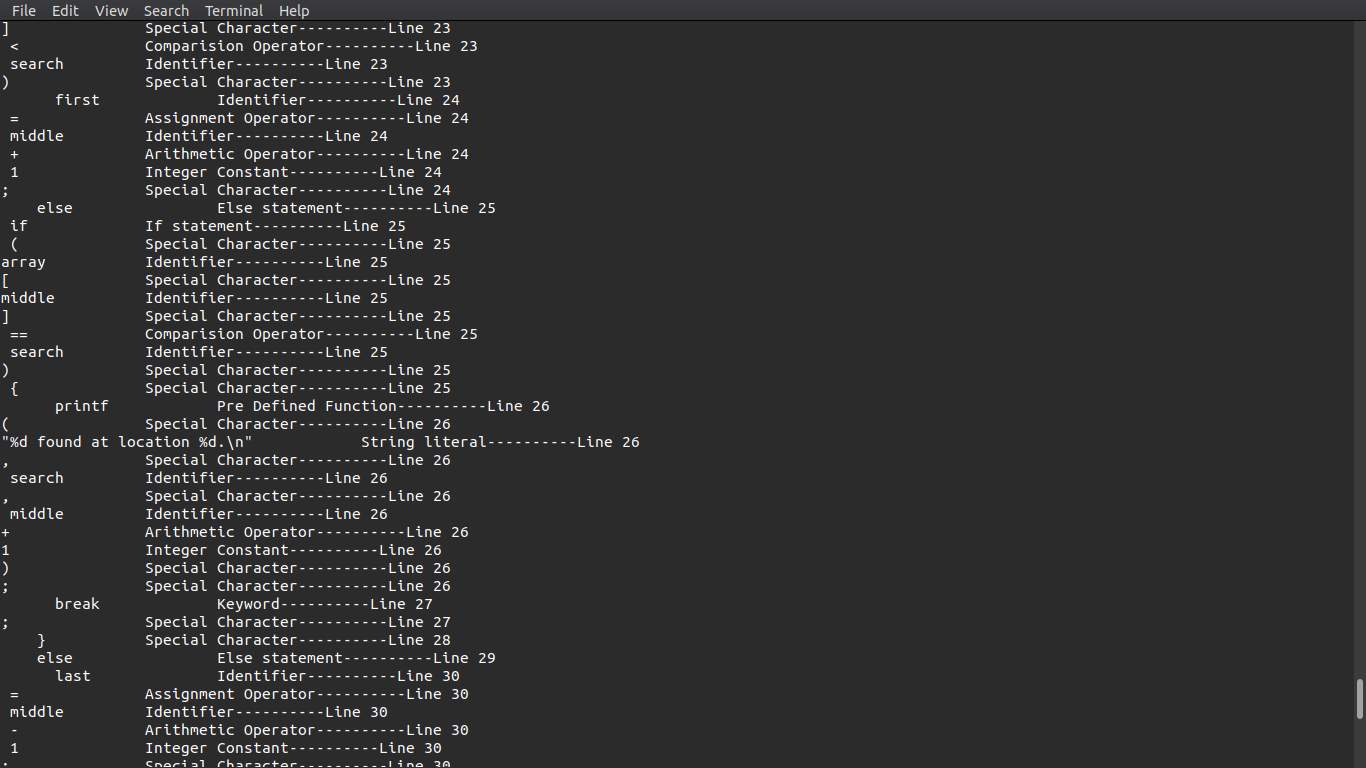 File Edit View Search Terminal Help
]               Special Character----------Line 23
 <              Comparision Operator----------Line 23
 search         Identifier----------Line 23
)               Special Character----------Line 23
      first             Identifier----------Line 24
 =              Assignment Operator----------Line 24
 middle         Identifier----------Line 24
 +              Arithmetic Operator----------Line 24
 1              Integer Constant----------Line 24
;               Special Character----------Line 24
    else                Else statement----------Line 25
 if             If statement----------Line 25
 (              Special Character----------Line 25
array           Identifier----------Line 25
[               Special Character----------Line 25
middle          Identifier----------Line 25
]               Special Character----------Line 25
 ==             Comparision Operator----------Line 25
 search         Identifier----------Line 25
)               Special Character----------Line 25
 {              Special Character----------Line 25
      printf            Pre Defined Function----------Line 26
(               Special Character----------Line 26
"%d found at location %d.\n"            String literal----------Line 26
,               Special Character----------Line 26
 search         Identifier----------Line 26
,               Special Character----------Line 26
 middle         Identifier----------Line 26
+               Arithmetic Operator----------Line 26
1               Integer Constant----------Line 26
)               Special Character----------Line 26
;               Special Character----------Line 26
      break             Keyword----------Line 27
;               Special Character----------Line 27
    }           Special Character----------Line 28
    else                Else statement----------Line 29
      last              Identifier----------Line 30
 =              Assignment Operator----------Line 30
 middle         Identifier----------Line 30
 -              Arithmetic Operator----------Line 30
 1              Integer Constant----------Line 30
;               Special Character----------Line 30